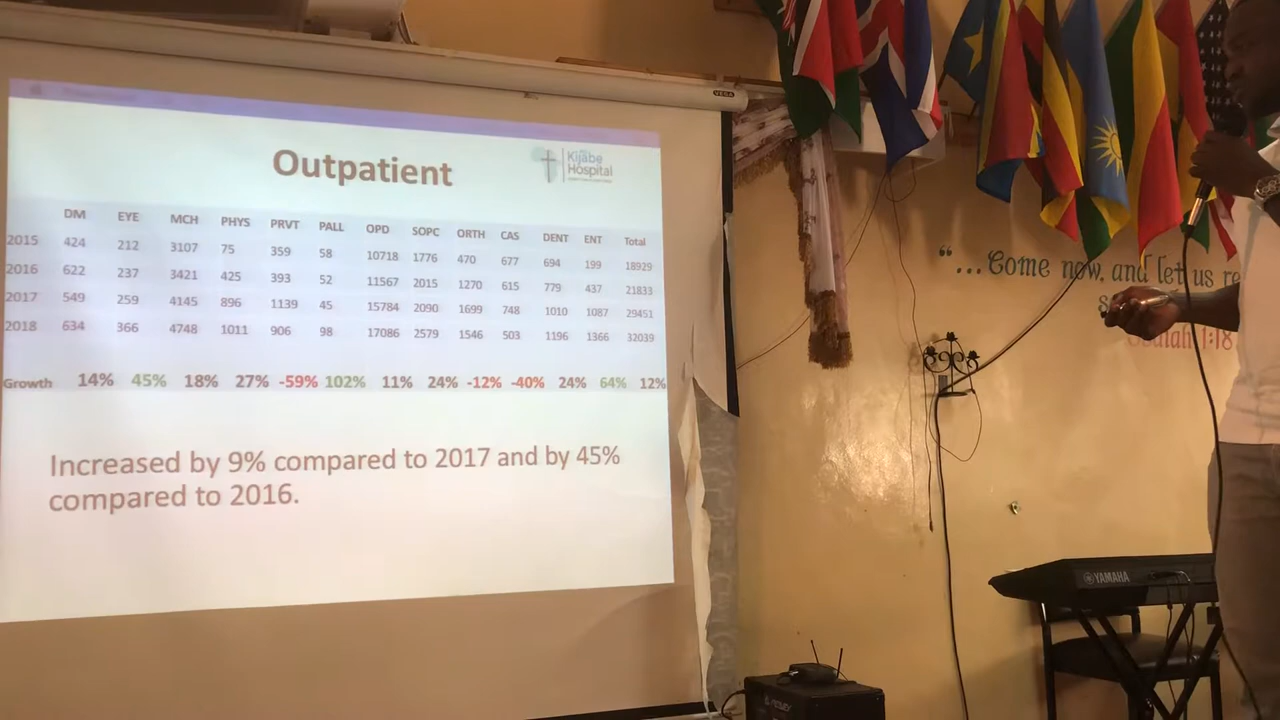 Outpatient
Kijabe
Hospital
DM EYE MCH PHYS PRVT PALL OPD SOPC ORTH CAS DENT ENT Total
2015 424 212 3107 75 359 58 10718 1776 470 677 694 199 18929
2016 622 237 3421 425 393 52 11567 2015 1270 615 779 437 21833
2017 549 259 4145 896 1139 45 15784 2090 1699 748 1010 1087 29451
2018 634 366 4748 1011 906 98 17086 2579 1546 503 1196 1366 32039
Growth 14% 45% 18% 27% -59% 102% 11% 24% -12% -40% 24% 64% 12%
Increased by 9% compared to 2017 and by 45%
compared to 2016.
VEGA
“...Come now, and let us re
Isaiah 1:18
YAMAHA